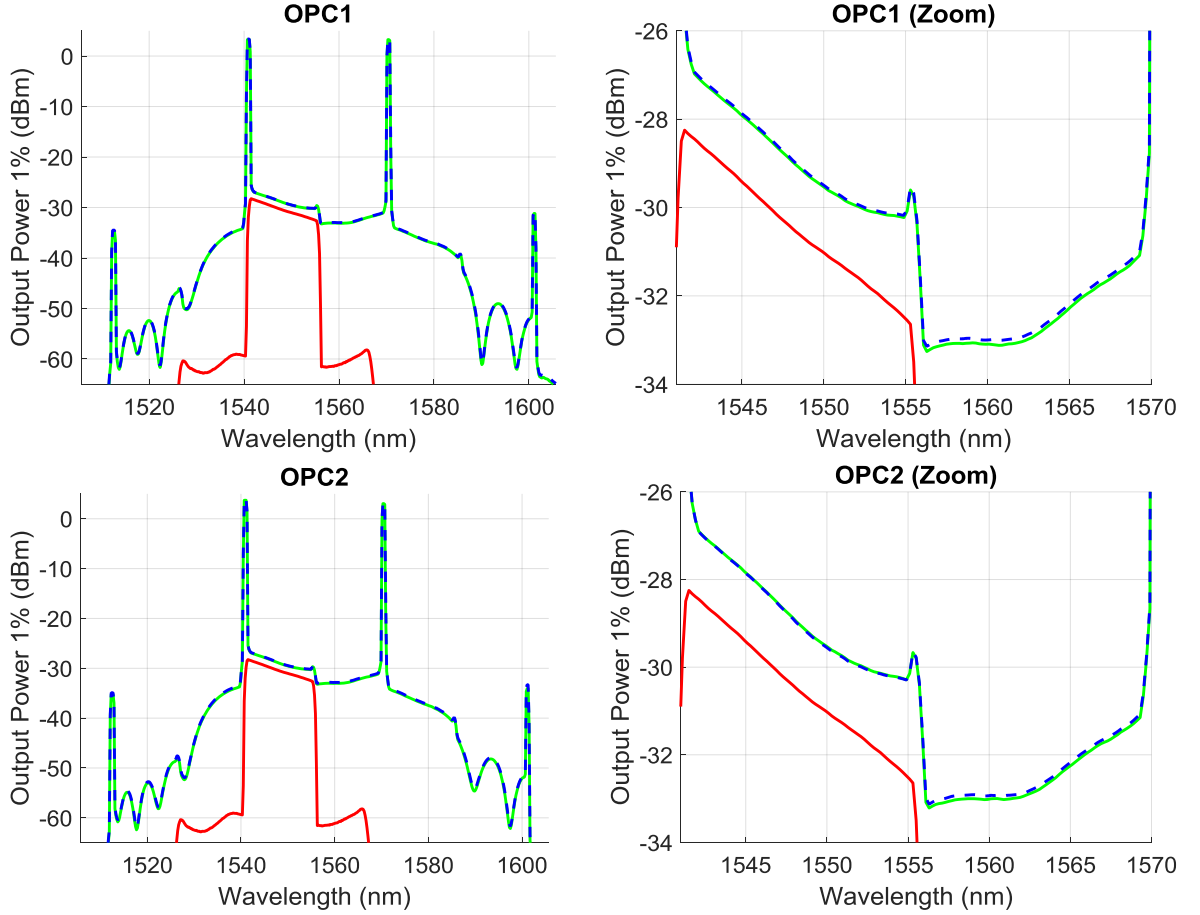 OPC1
Output Power 1% (dBm)
0
-10
-20
-30
-40
-50
-60
1520 1540 1560 1580 1600
Wavelength (nm)
OPC1 (Zoom)
Output Power 1% (dBm)
-26
-28
-30
-32
-34
1545 1550 1555 1560 1565 1570
Wavelength (nm)
OPC2
Output Power 1% (dBm)
0
-10
-20
-30
-40
-50
-60
1520 1540 1560 1580 1600
Wavelength (nm)
OPC2 (Zoom)
Output Power 1% (dBm)
-26
-28
-30
-32
-34
1545 1550 1555 1560 1565 1570
Wavelength (nm)